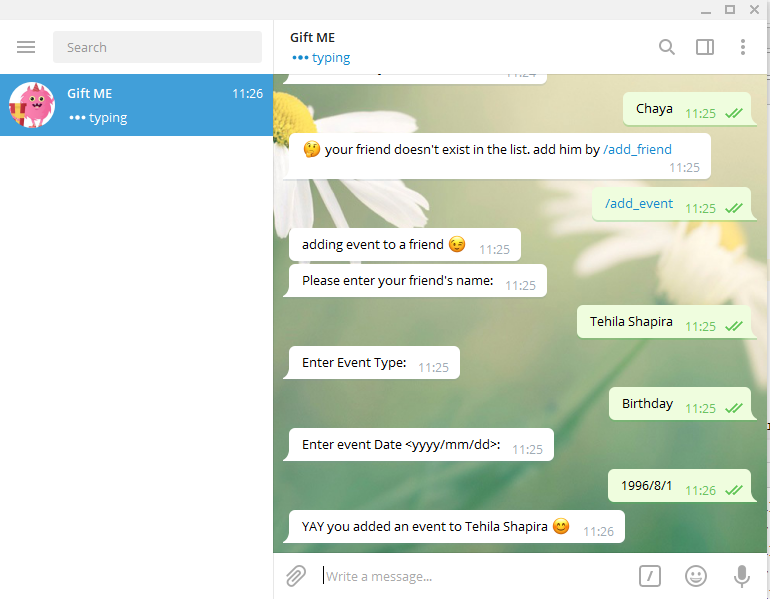 Search
Gift ME
11:26
••• typing
Gift ME
••• typing
11:24
Chaya
11:25
🤔 your friend doesn't exist in the list. add him by /add_friend
11:25
/add_event
11:25
adding event to a friend 😉
11:25
Please enter your friend's name:
11:25
Tehila Shapira
11:25
Enter Event Type:
11:25
Birthday
11:25
Enter event Date <yyyy/mm/dd>:
11:25
1996/8/1
11:26
YAY you added an event to Tehila Shapira 😊
11:26
Write a message...